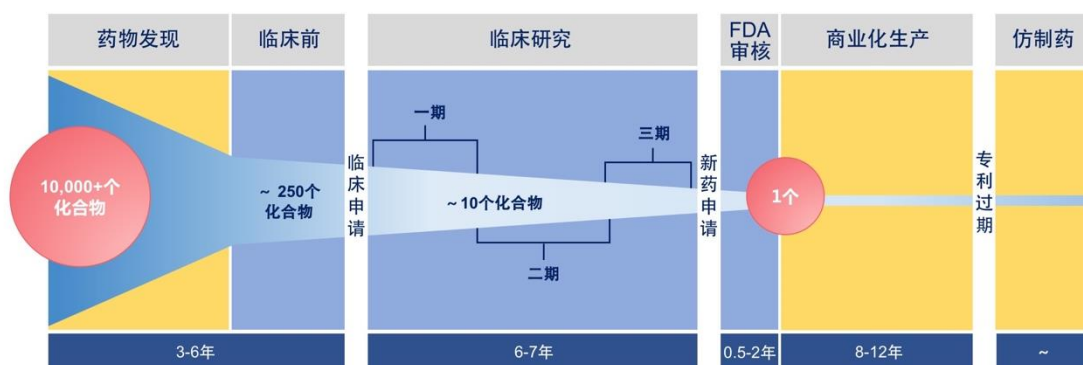 药物发现
临床前
临床研究
FDA
审核
商业化生产
仿制药
10,000+个
化合物
~ 250个
化合物
临床申请
一期
~10个化合物
二期
三期
新药申请
1个
专利过期
3-6年
6-7年
0.5-2年
8-12年
~